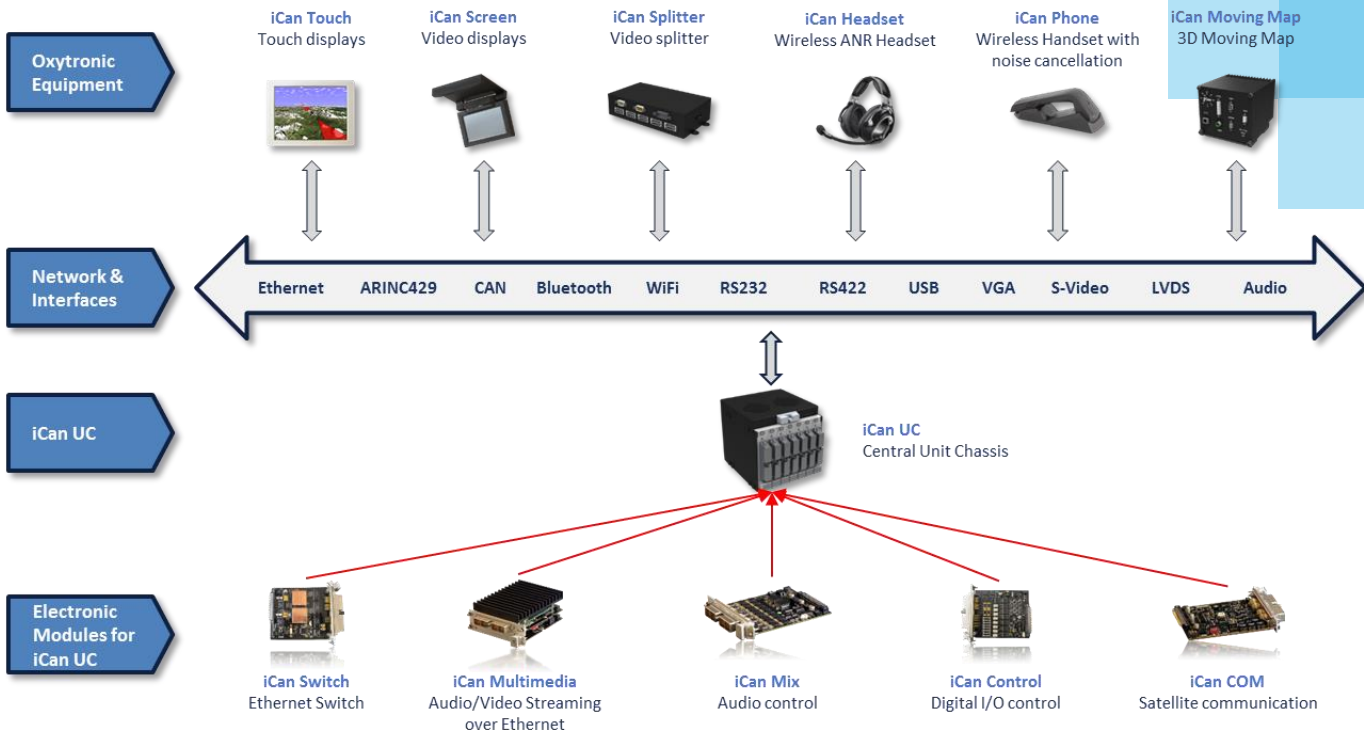 Oxytronic
Equipment
iCan Touch
Touch displays
iCan Screen
Video displays
iCan Splitter
Video splitter
iCan Headset
Wireless ANR Headset
iCan Phone
Wireless Handset with
noise cancellation
iCan Moving Map
3D Moving Map
Network &
Interfaces
Ethernet ARINC429 CAN Bluetooth WiFi RS232 RS422 USB VGA S-Video LVDS Audio
iCan UC
iCan UC
Central Unit Chassis
Electronic
Modules for
iCan UC
iCan Switch
Ethernet Switch
iCan Multimedia
Audio/Video Streaming
over Ethernet
iCan Mix
Audio control
iCan Control
Digital I/O control
iCan COM
Satellite communication